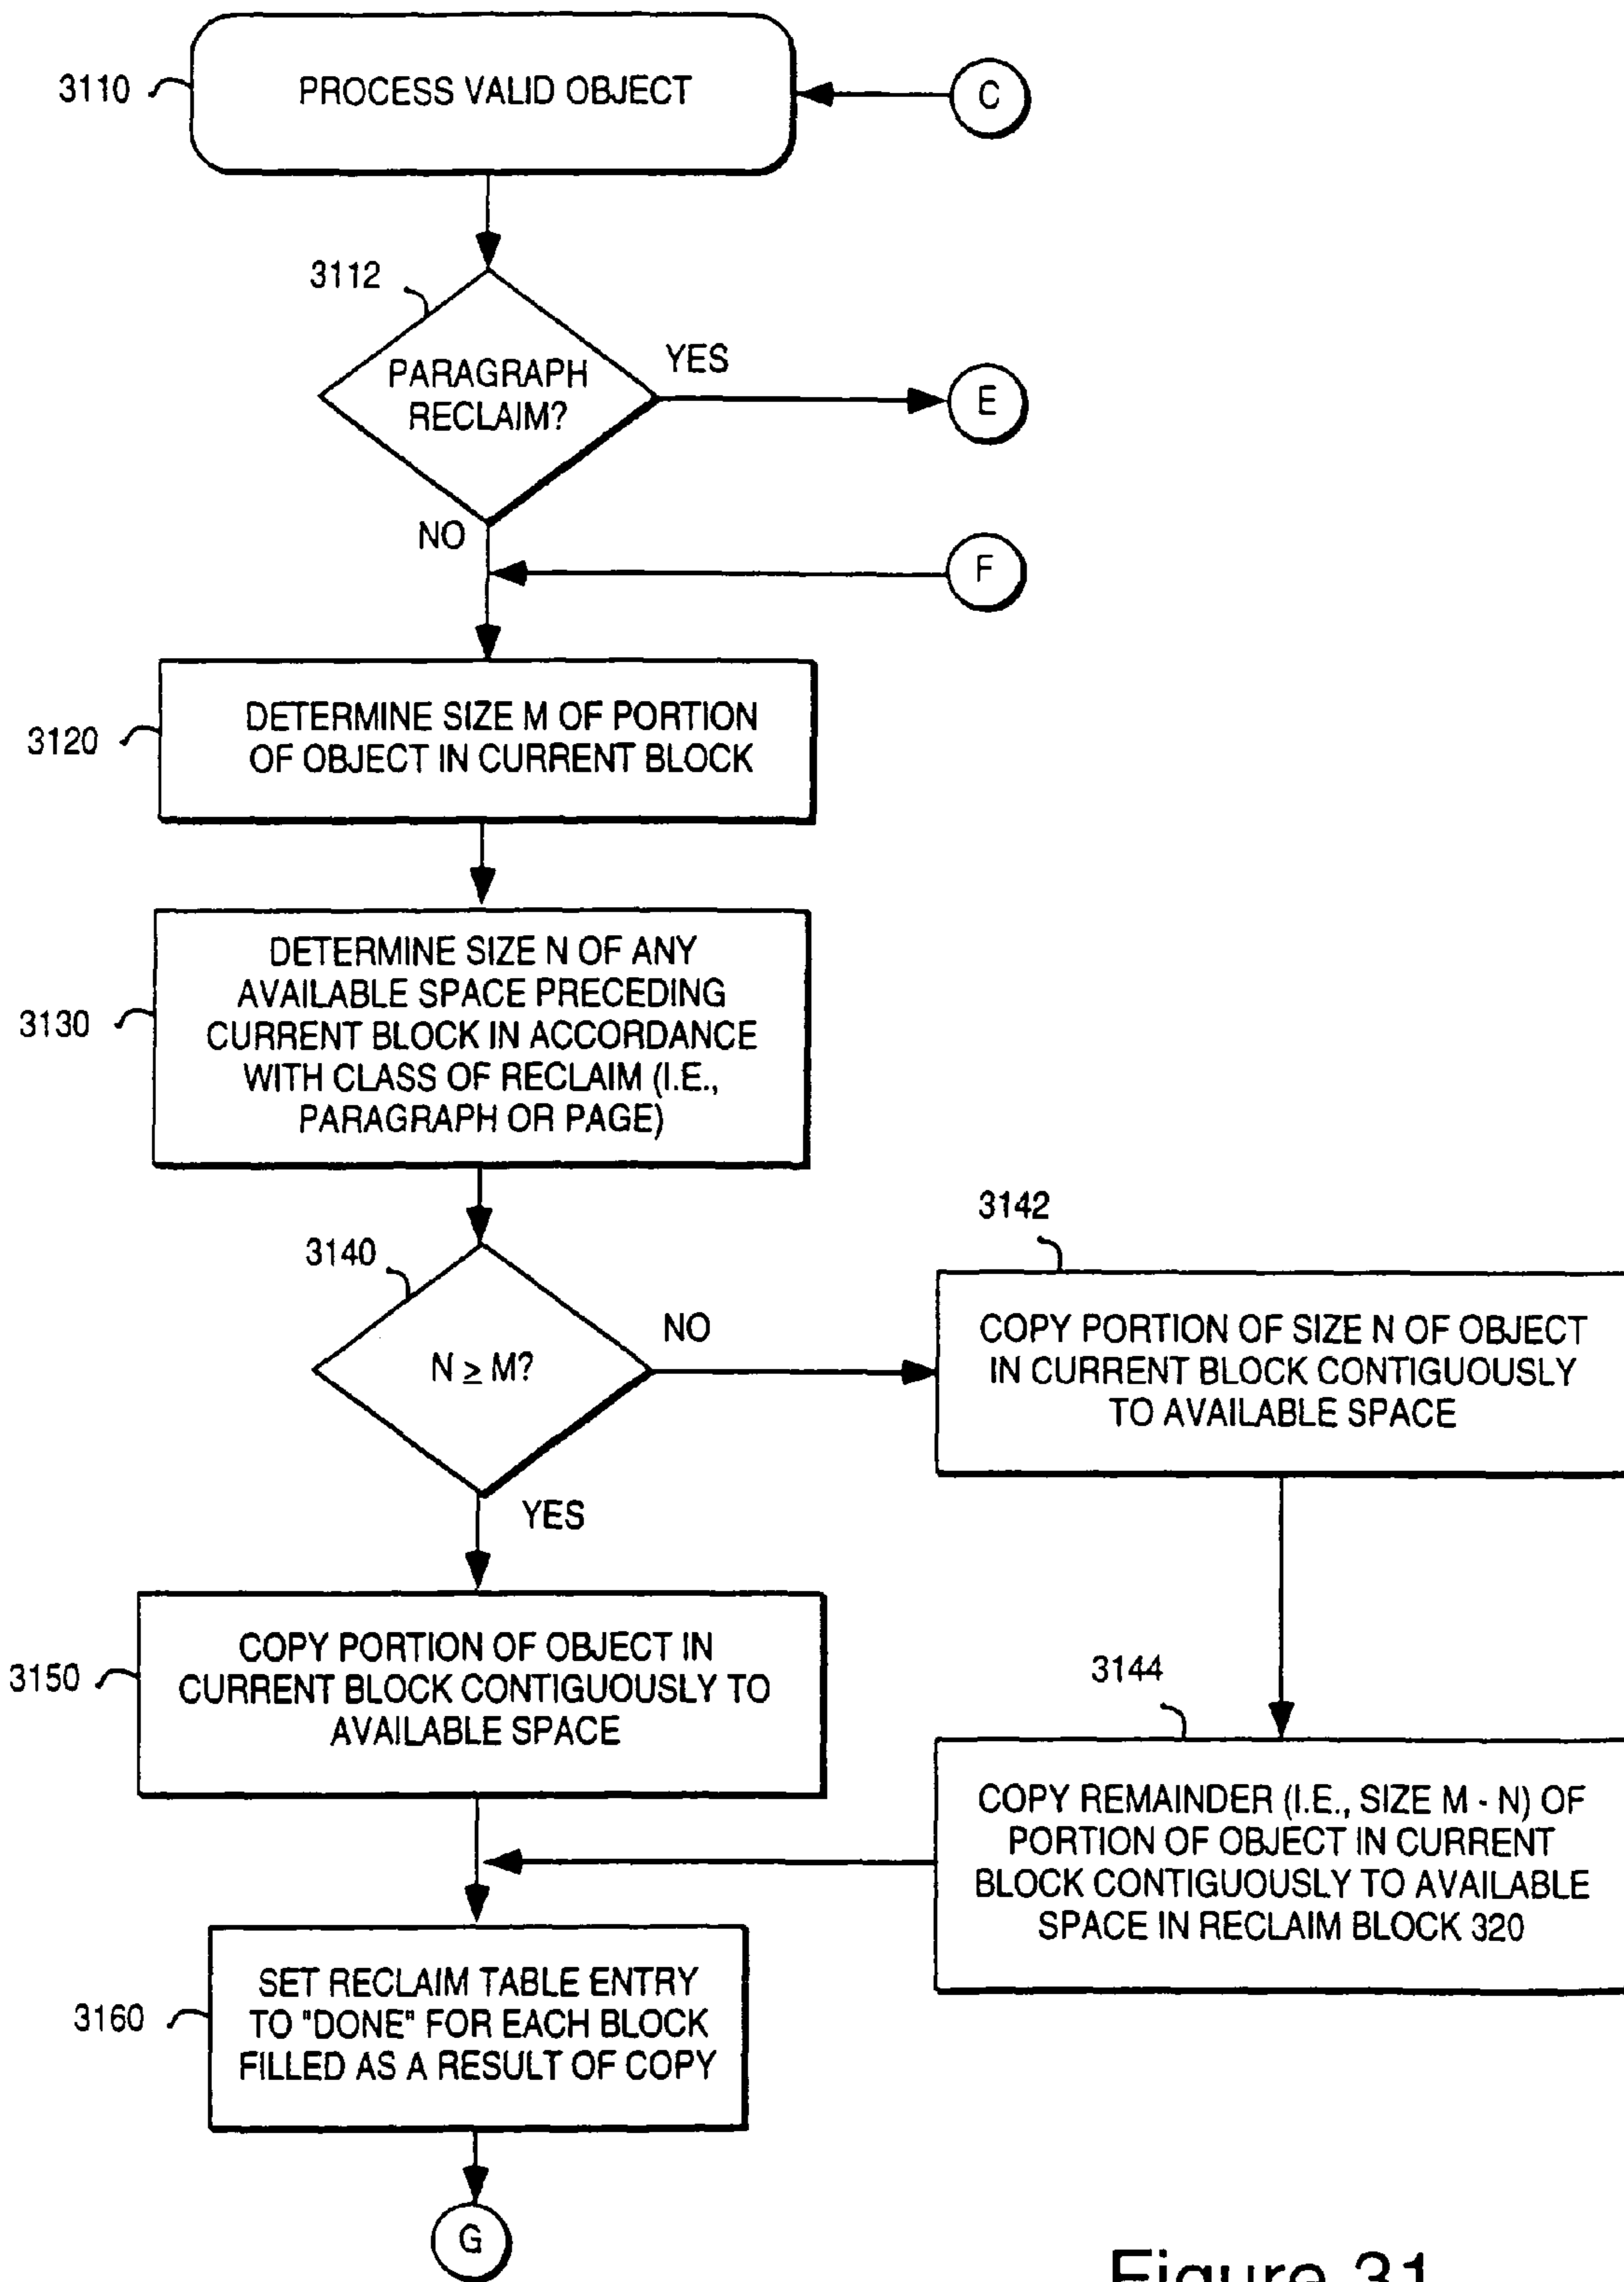 3110
PROCESS VALID OBJECT
C
3112
PARAGRAPH
RECLAIM?
YES
E
NO
F
3120
DETERMINE SIZE M OF PORTION
OF OBJECT IN CURRENT BLOCK
3130
DETERMINE SIZE N OF ANY
AVAILABLE SPACE PRECEDING
CURRENT BLOCK IN ACCORDANCE
WITH CLASS OF RECLAIM (I.E.,
PARAGRAPH OR PAGE)
3140
N ≥ M?
NO
3142
COPY PORTION OF SIZE N OF OBJECT
IN CURRENT BLOCK CONTIGUOUSLY
TO AVAILABLE SPACE
YES
3150
COPY PORTION OF OBJECT IN
CURRENT BLOCK CONTIGUOUSLY TO
AVAILABLE SPACE
3144
COPY REMAINDER (I.E., SIZE M - N) OF
PORTION OF OBJECT IN CURRENT
BLOCK CONTIGUOUSLY TO AVAILABLE
SPACE IN RECLAIM BLOCK 320
3160
SET RECLAIM TABLE ENTRY
TO "DONE" FOR EACH BLOCK
FILLED AS A RESULT OF COPY
G
Figure 31